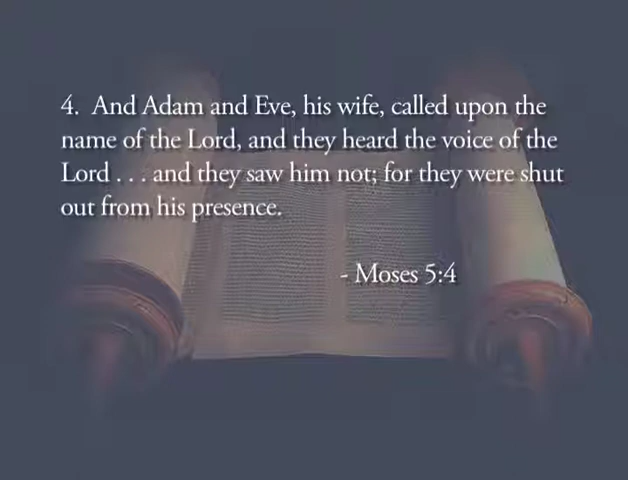 4. And Adam and Eve, his wife, called upon the
name of the Lord, and they heard the voice of the
Lord . . . and they saw him not; for they were shut
out from his presence.
- Moses 5:4